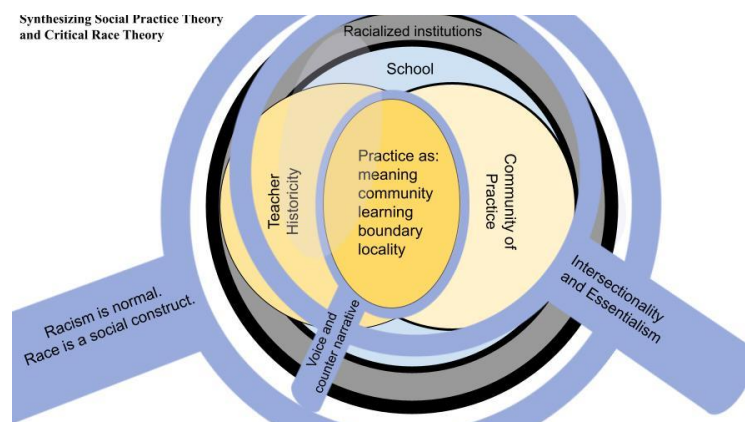 Synthesizing Social Practice Theory
and Critical Race Theory
Racialized institutions
School
Teacher
Historicity
Practice as:
meaning
community
learning
boundary
locality
Community of
Practice
Racism is normal.
Race is a social construct.
Voice and
counter narrative
Intersectionality
and Essentialism